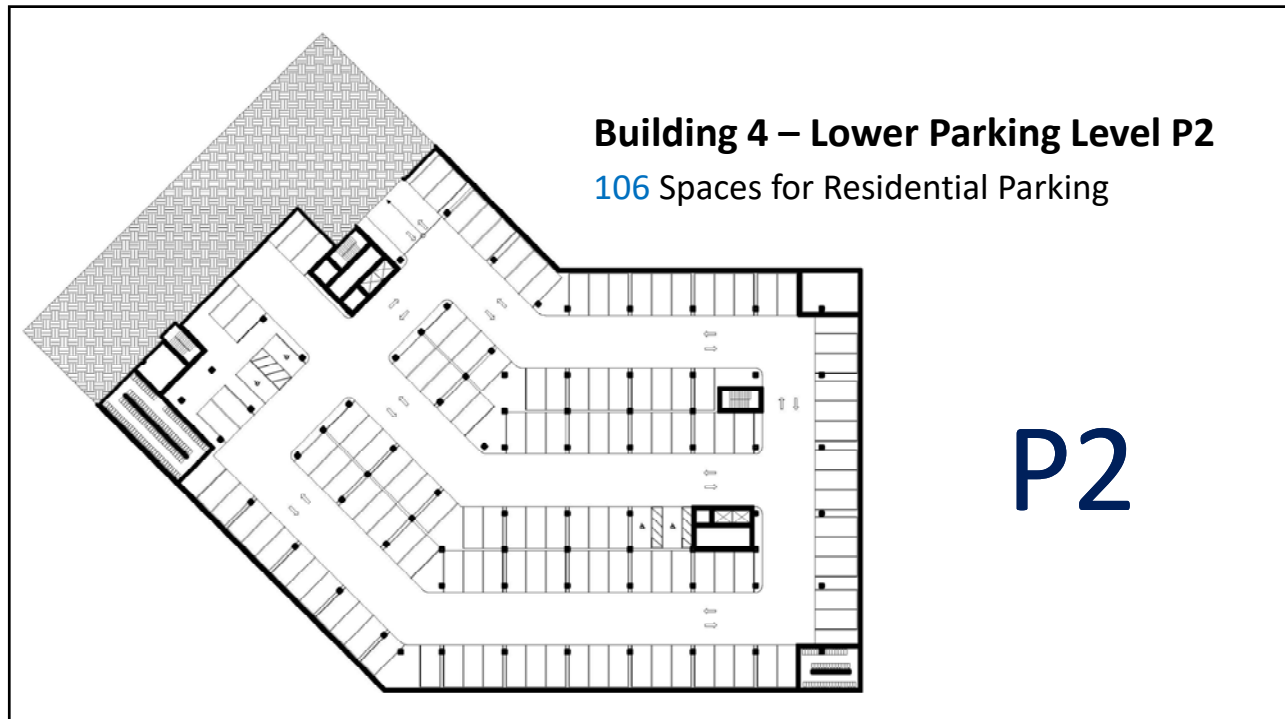 Building 4 – Lower Parking Level P2
106 Spaces for Residential Parking
P2